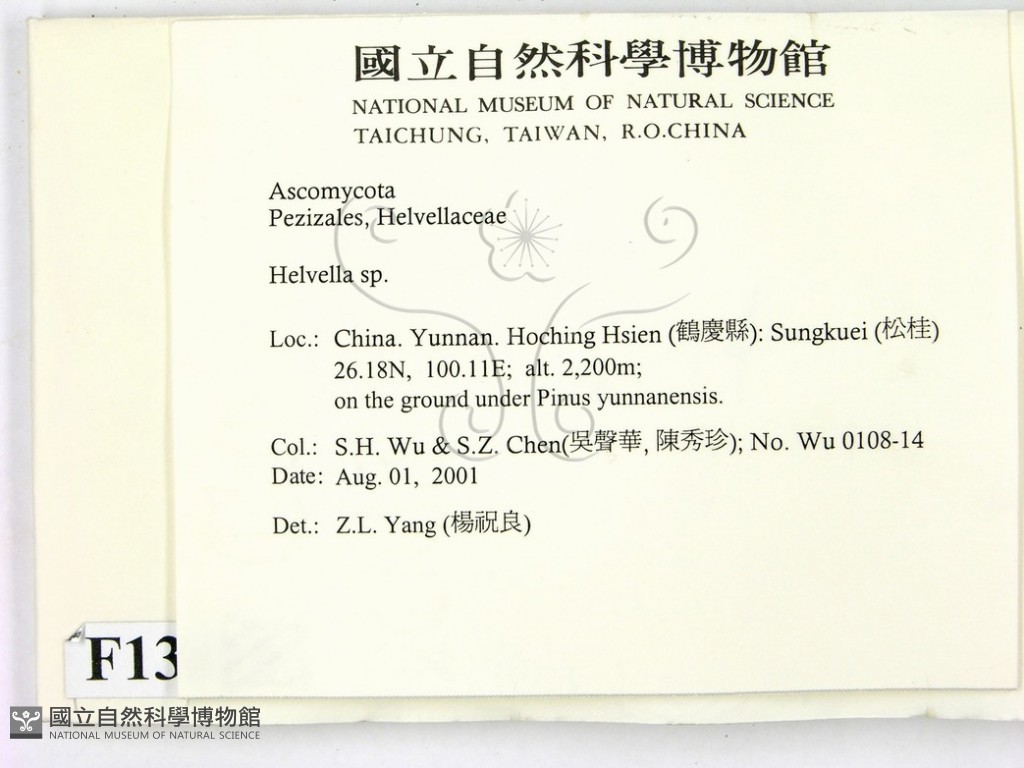 國立自然科學博物館
NATIONAL MUSEUM OF NATURAL SCIENCE
TAICHUNG, TAIWAN, R.O.CHINA
Ascomycota
Pezizales, Helvellaceae
Helvella sp.
Loc.: China. Yunnan. Hoching Hsien (鶴慶縣): Sungkuei (松桂)
26.18N, 100.11E; alt. 2,200m;
on the ground under Pinus yunnanensis.
Col.: S.H. Wu & S.Z. Chen(吳聲華, 陳秀珍); No. Wu 0108-14
Date: Aug. 01, 2001
Det.: Z.L. Yang (楊祝良)
F13
國立自然科學博物館
NATIONAL MUSEUM OF NATURAL SCIENCE